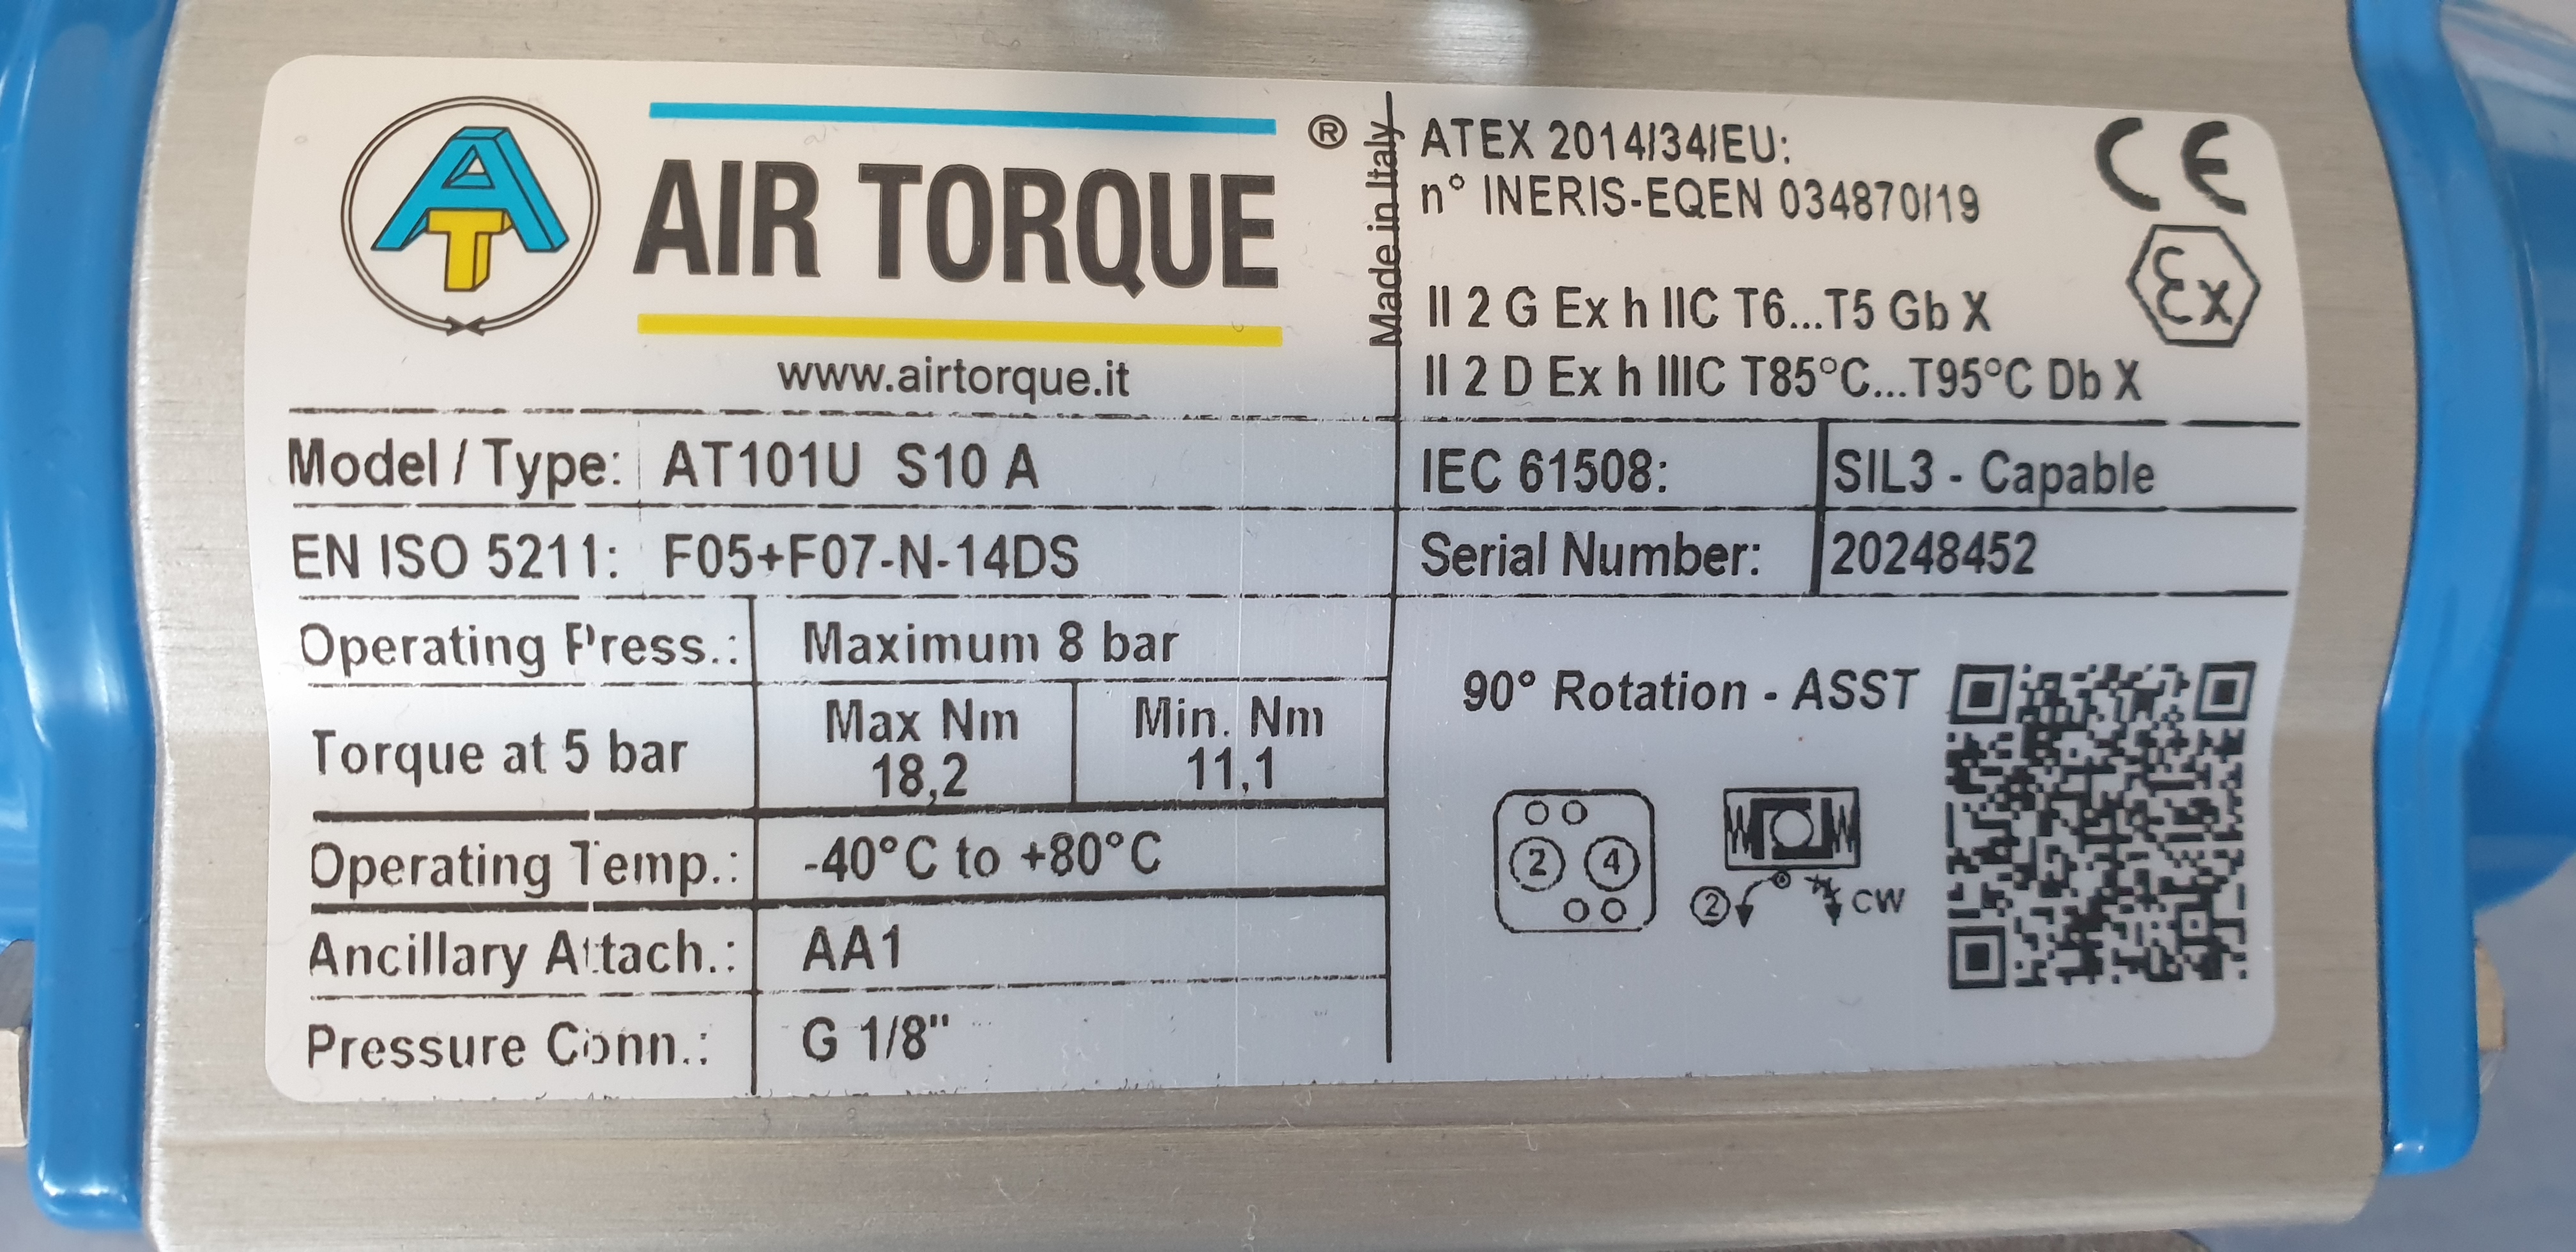 AT
AIR TORQUE ®
www.airtorque.it
Made in Italy
ATEX 2014/34/EU:
n° INERIS-EQEN 034870/19
CE
II 2 G Ex h IIC T6...T5 Gb X
II 2 D Ex h IIIC T85°C...T95°C Db X
Ex
Model / Type: AT101U S10 A
EN ISO 5211: F05+F07-N-14DS
Operating Press.: Maximum 8 bar
Torque at 5 bar
Max Nm
18,2
Min. Nm
11,1
Operating Temp.: -40°C to +80°C
Ancillary Attach.: AA1
Pressure Conn.: G 1/8"
IEC 61508: SIL3 - Capable
Serial Number: 20248452
90° Rotation - ASST
2 4
2 CW